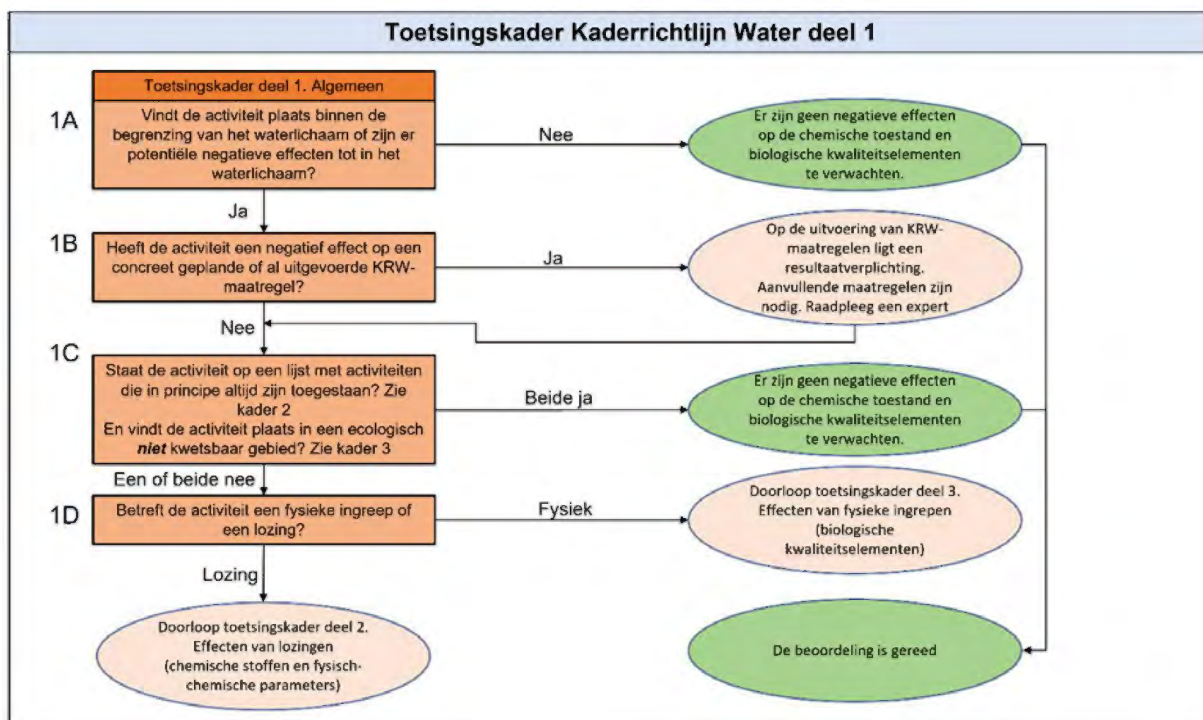 Toetsingskader Kaderrichtlijn Water deel 1
Toetsingskader deel 1. Algemeen
1A
Vindt de activiteit plaats binnen de
begrenzing van het waterlichaam of zijn er
potentiële negatieve effecten tot in het
waterlichaam?
Nee
Er zijn geen negatieve effecten
op de chemische toestand en
biologische kwaliteitselementen
te verwachten.
Ja
1B
Heeft de activiteit een negatief effect op een
concreet geplande of al uitgevoerde KRW-
maatregel?
Ja
Op de uitvoering van KRW-
maatregelen ligt een
resultaatverplichting.
Aanvullende maatregelen zijn
nodig. Raadpleeg een expert
Nee
1C
Staat de activiteit op een lijst met activiteiten
die in principe altijd zijn toegestaan? Zie
kader 2
En vindt de activiteit plaats in een ecologisch
niet kwetsbaar gebied? Zie kader 3
Beide ja
Er zijn geen negatieve effecten
op de chemische toestand en
biologische kwaliteitselementen
te verwachten.
Een of beide nee
1D
Betreft de activiteit een fysieke ingreep of
een lozing?
Fysiek
Doorloop toetsingskader deel 3.
Effecten van fysieke ingrepen
(biologische
kwaliteitselementen)
Lozing
Doorloop toetsingskader deel 2.
Effecten van lozingen
(chemische stoffen en fysisch-
chemische parameters)
De beoordeling is gereed